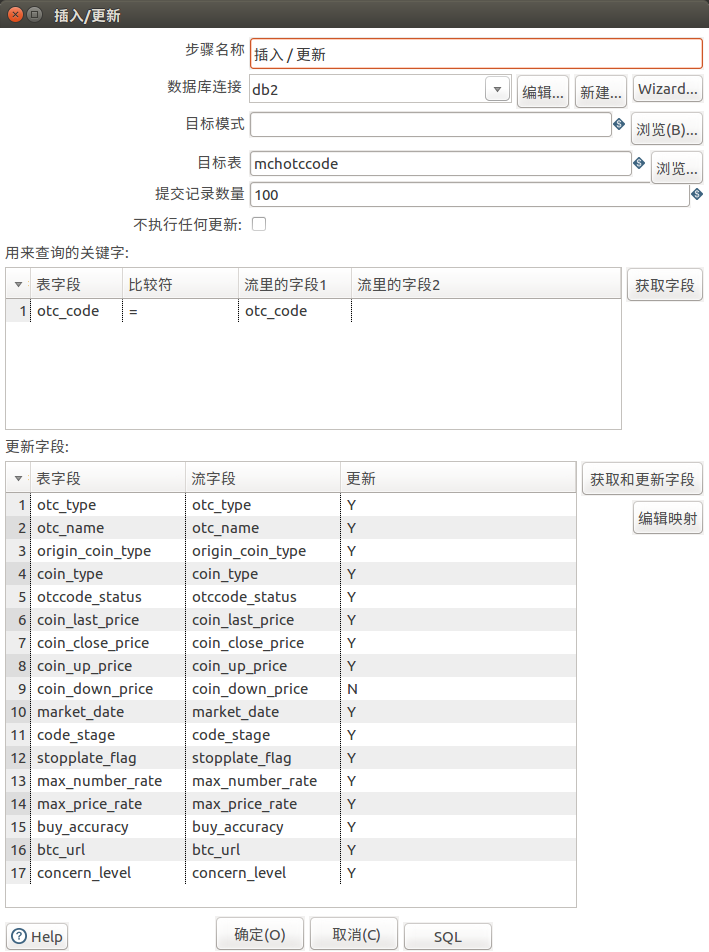 插入/更新
步骤名称 插入 / 更新
数据库连接 db2 编辑... 新建... Wizard...
目标模式 浏览(B)...
目标表 mchotccode 浏览...
提交记录数量 100
不执行任何更新:
用来查询的关键字:
表字段 比较符 流里的字段1 流里的字段2 获取字段
1 otc_code = otc_code
更新字段:
表字段 流字段 更新 获取和更新字段
1 otc_type otc_type Y
编辑映射
2 otc_name otc_name Y
3 origin_coin_type origin_coin_type Y
4 coin_type coin_type Y
5 otccode_status otccode_status Y
6 coin_last_price coin_last_price Y
7 coin_close_price coin_close_price Y
8 coin_up_price coin_up_price Y
9 coin_down_price coin_down_price N
10 market_date market_date Y
11 code_stage code_stage Y
12 stopplate_flag stopplate_flag Y
13 max_number_rate max_number_rate Y
14 max_price_rate max_price_rate Y
15 buy_accuracy buy_accuracy Y
16 btc_url btc_url Y
17 concern_level concern_level Y
Help 确定(O) 取消(C) SQL